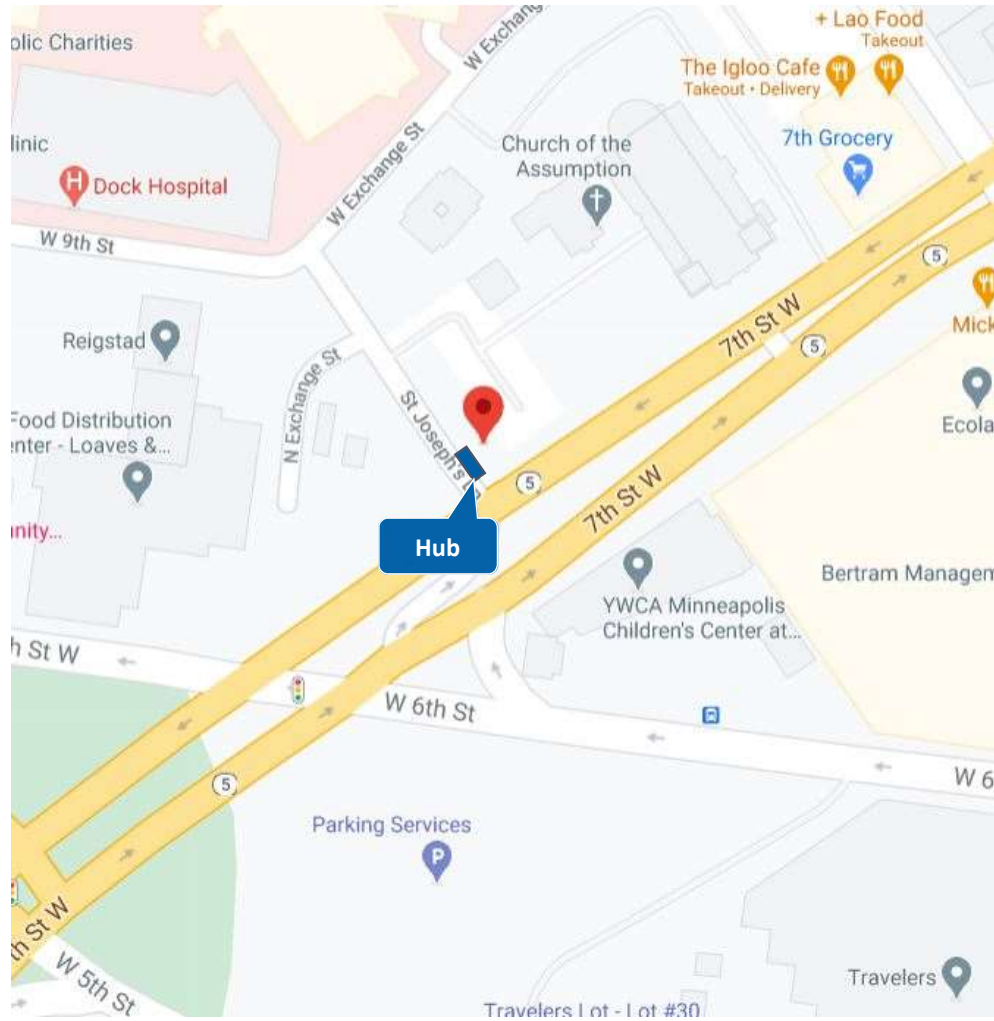 + Lao Food
Takeout
W Exchang
olic Charities
The Igloo Cafe
Takeout • Delivery
linic
W Exchange St
Church of the
Assumption
7th Grocery
H Dock Hospital
W 9th St
5
7th St W
Mick
Reigstad
5
N Exchange St
St Joseph's
Ecola
Food Distribution
enter - Loaves &...
5
7th St W
nity...
Hub
Bertram Managem
YWCA Minneapolis
Children's Center at...
h St W
W 6th St
W 6
5
Parking Services
P
th St W
W 5th St
Travelers
Travelers Lot - Lot #30